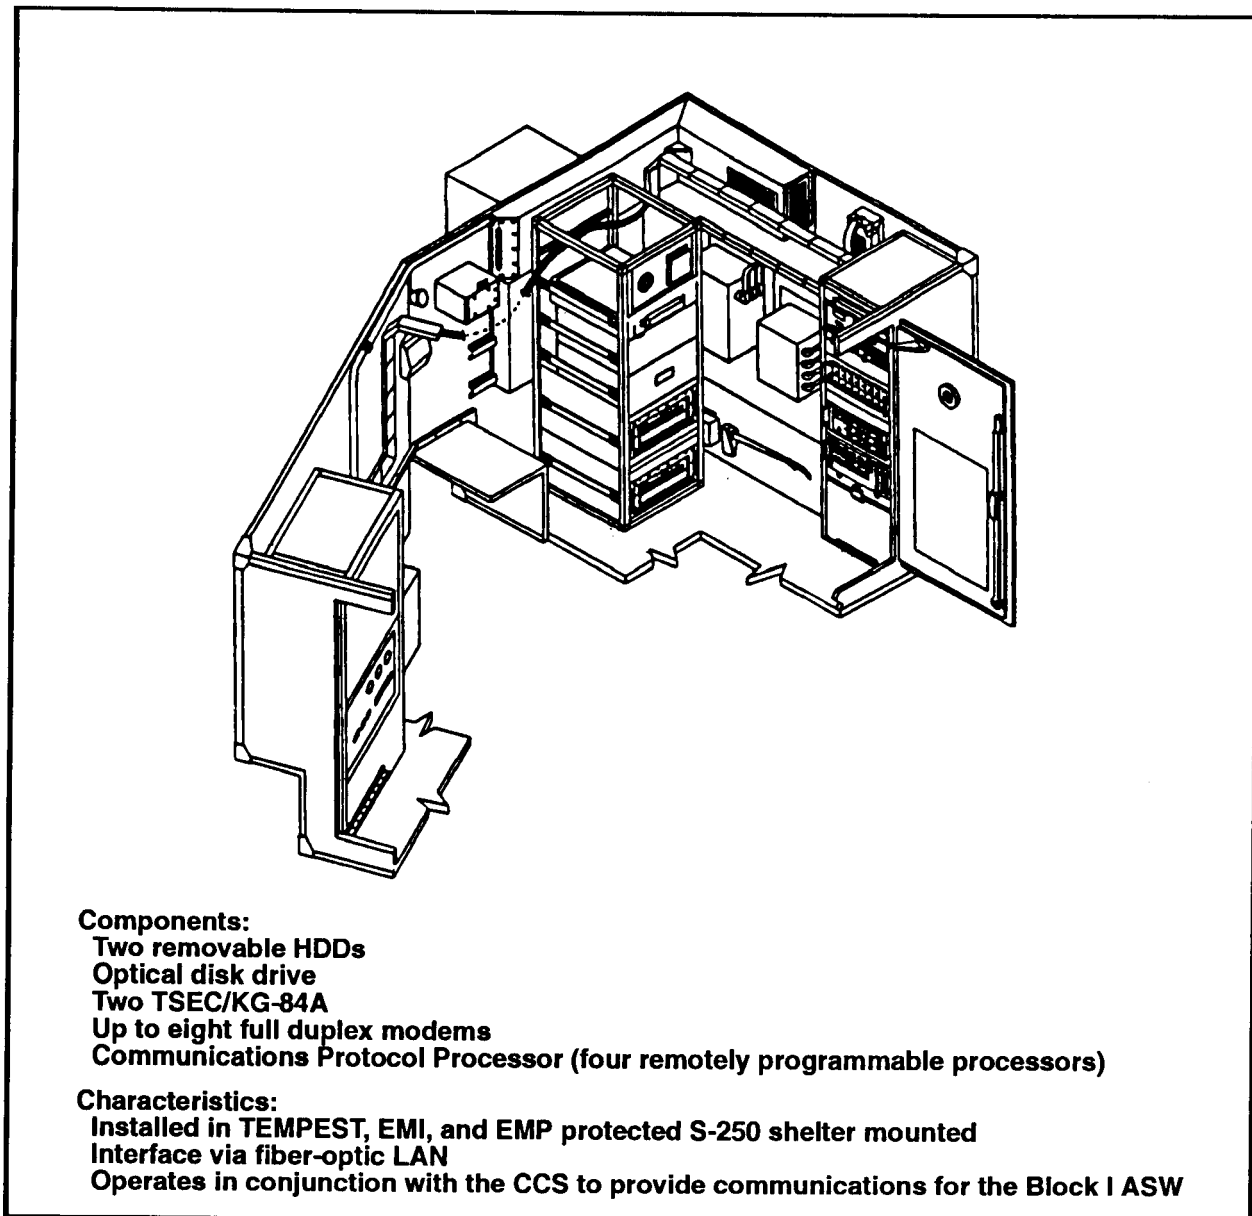 Components:
Two removable HDDs
Optical disk drive
Two TSEC/KG-84A
Up to eight full duplex modems
Communications Protocol Processor (four remotely programmable processors)
Characteristics:
Installed in TEMPEST, EMI, and EMP protected S-250 shelter mounted
Interface via fiber-optic LAN
Operates in conjunction with the CCS to provide communications for the Block I ASW